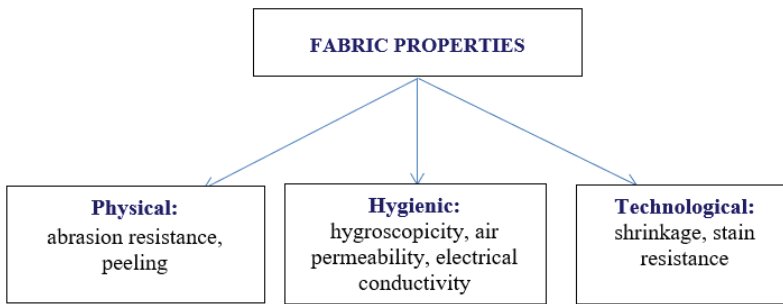 FABRIC PROPERTIES
Physical:
abrasion resistance,
peeling
Hygienic:
hygroscopicity, air
permeability, electrical
conductivity
Technological:
shrinkage, stain
resistance